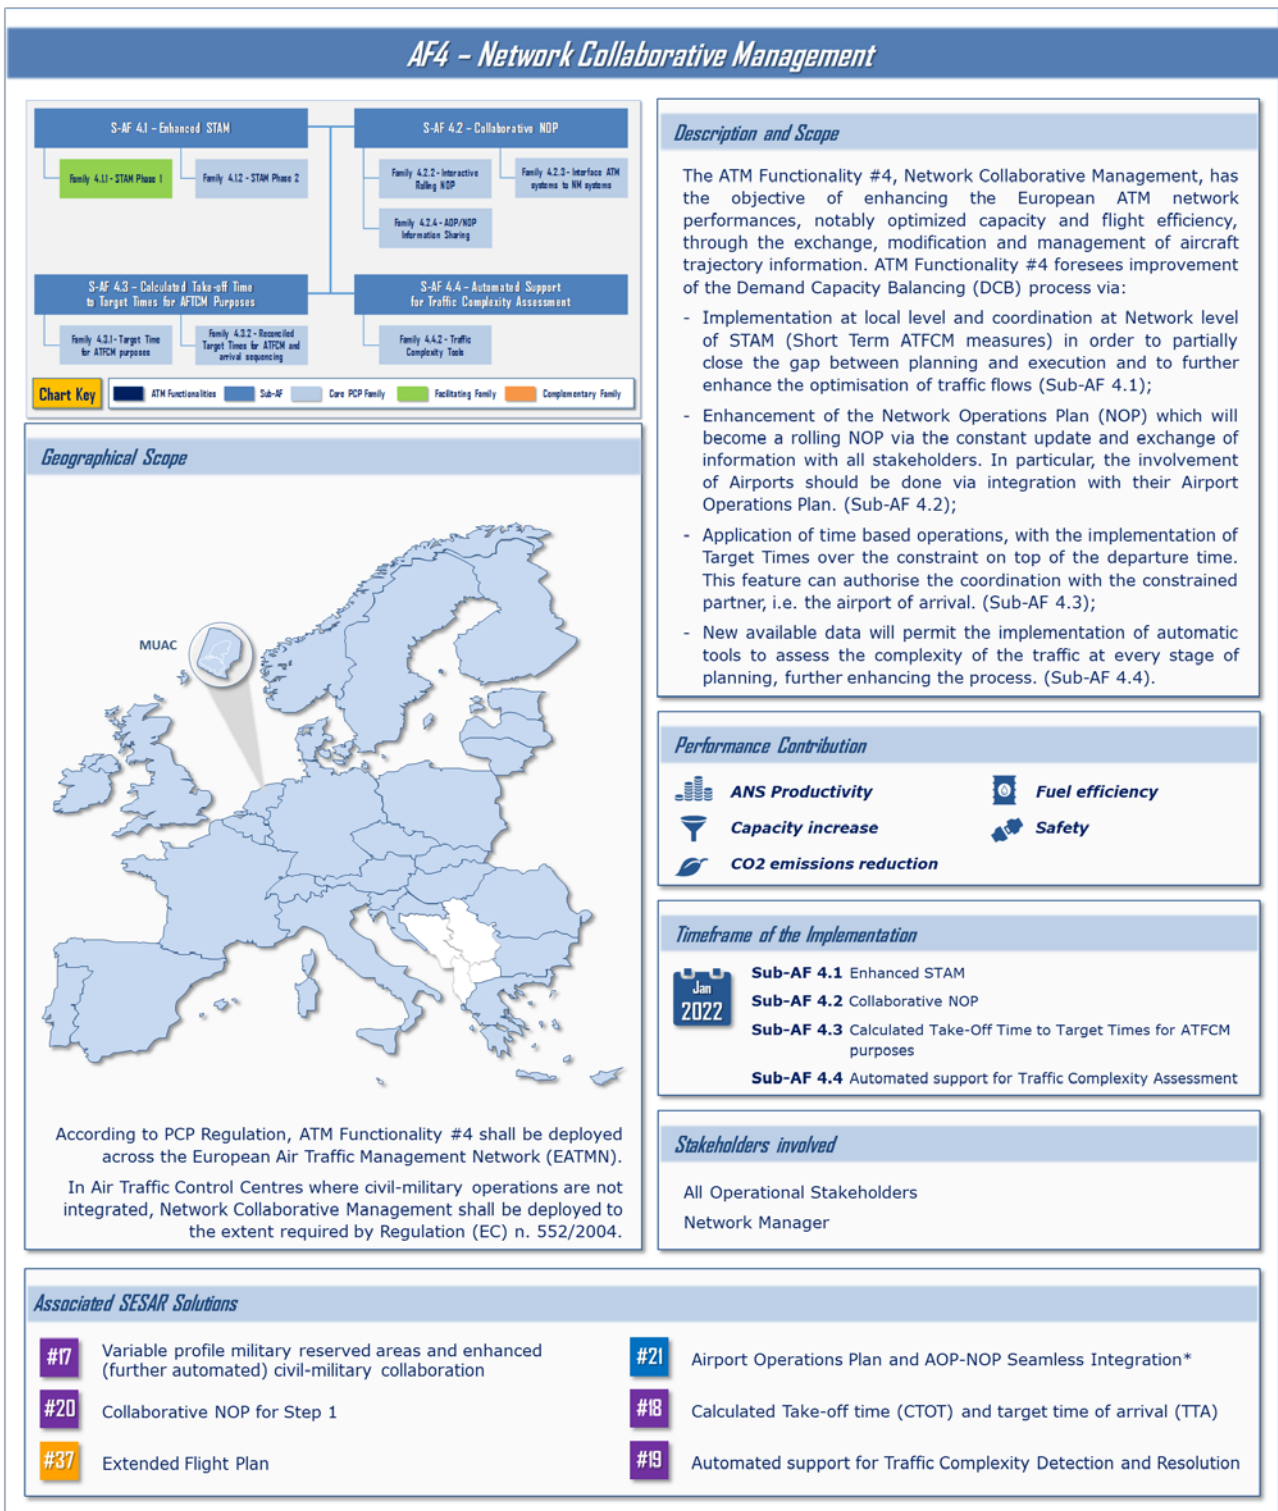 AF4 – Network Collaborative Management
S-AF 4.1 – Enhanced STAM
S-AF 4.2 – Collaborative NOP
Family 4.1.1 - STAM Phase 1
Family 4.1.2 - STAM Phase 2
Family 4.2.2 - Interactive
Rolling NOP
Family 4.2.3 - Interface ATM
systems to NM systems
Family 4.2.4 - AOP/NOP
Information Sharing
S-AF 4.3 – Calculated Take-off Time
to Target Times for AFTCM Purposes
S-AF 4.4 – Automated Support
for Traffic Complexity Assessment
Family 4.3.1 - Target Time
for ATFCM purposes
Family 4.3.2 - Reconciled
Target Times for ATFCM and
arrival sequencing
Family 4.4.2 - Traffic
Complexity Tools
Chart Key
ATM Functionalities
Sub-AF
Core PCP Family
Facilitating Family
Complementary Family
Geographical Scope
MUAC
According to PCP Regulation, ATM Functionality #4 shall be deployed
across the European Air Traffic Management Network (EATMN).
In Air Traffic Control Centres where civil-military operations are not
integrated, Network Collaborative Management shall be deployed to
the extent required by Regulation (EC) n. 552/2004.
Description and Scope
The ATM Functionality #4, Network Collaborative Management, has
the objective of enhancing the European ATM network
performances, notably optimized capacity and flight efficiency,
through the exchange, modification and management of aircraft
trajectory information. ATM Functionality #4 foresees improvement
of the Demand Capacity Balancing (DCB) process via:
- Implementation at local level and coordination at Network level
of STAM (Short Term ATFCM measures) in order to partially
close the gap between planning and execution and to further
enhance the optimisation of traffic flows (Sub-AF 4.1);
- Enhancement of the Network Operations Plan (NOP) which will
become a rolling NOP via the constant update and exchange of
information with all stakeholders. In particular, the involvement
of Airports should be done via integration with their Airport
Operations Plan. (Sub-AF 4.2);
- Application of time based operations, with the implementation of
Target Times over the constraint on top of the departure time.
This feature can authorise the coordination with the constrained
partner, i.e. the airport of arrival. (Sub-AF 4.3);
- New available data will permit the implementation of automatic
tools to assess the complexity of the traffic at every stage of
planning, further enhancing the process. (Sub-AF 4.4).
Performance Contribution
ANS Productivity
Fuel efficiency
Capacity increase
Safety
CO2 emissions reduction
Timeframe of the Implementation
Jan
2022
Sub-AF 4.1 Enhanced STAM
Sub-AF 4.2 Collaborative NOP
Sub-AF 4.3 Calculated Take-Off Time to Target Times for ATFCM
purposes
Sub-AF 4.4 Automated support for Traffic Complexity Assessment
Stakeholders involved
All Operational Stakeholders
Network Manager
Associated SESAR Solutions
#17 Variable profile military reserved areas and enhanced
(further automated) civil-military collaboration
#21 Airport Operations Plan and AOP-NOP Seamless Integration*
#20 Collaborative NOP for Step 1
#18 Calculated Take-off time (CTOT) and target time of arrival (TTA)
#37 Extended Flight Plan
#19 Automated support for Traffic Complexity Detection and Resolution